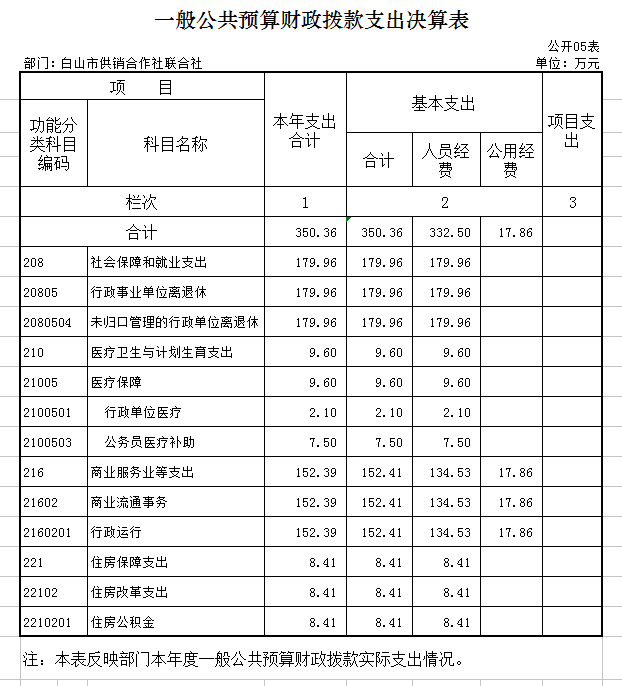 一般公共预算财政拨款支出决算表
公开05表
部门：白山市供销合作社联合社 单位：万元
项 目 本年支出合计 基本支出 项目支出
功能分类科目编码 科目名称 合计 人员经费 公用经费
栏次 1 2 3
合计 350.36 350.36 332.50 17.86
208 社会保障和就业支出 179.96 179.96 179.96
20805 行政事业单位离退休 179.96 179.96 179.96
2080504 未归口管理的行政单位离退休 179.96 179.96 179.96
210 医疗卫生与计划生育支出 9.60 9.60 9.60
21005 医疗保障 9.60 9.60 9.60
2100501 行政单位医疗 2.10 2.10 2.10
2100503 公务员医疗补助 7.50 7.50 7.50
216 商业服务业等支出 152.39 152.41 134.53 17.86
21602 商业流通事务 152.39 152.41 134.53 17.86
2160201 行政运行 152.39 152.41 134.53 17.86
221 住房保障支出 8.41 8.41 8.41
22102 住房改革支出 8.41 8.41 8.41
2210201 住房公积金 8.41 8.41 8.41
注：本表反映部门本年度一般公共预算财政拨款实际支出情况。